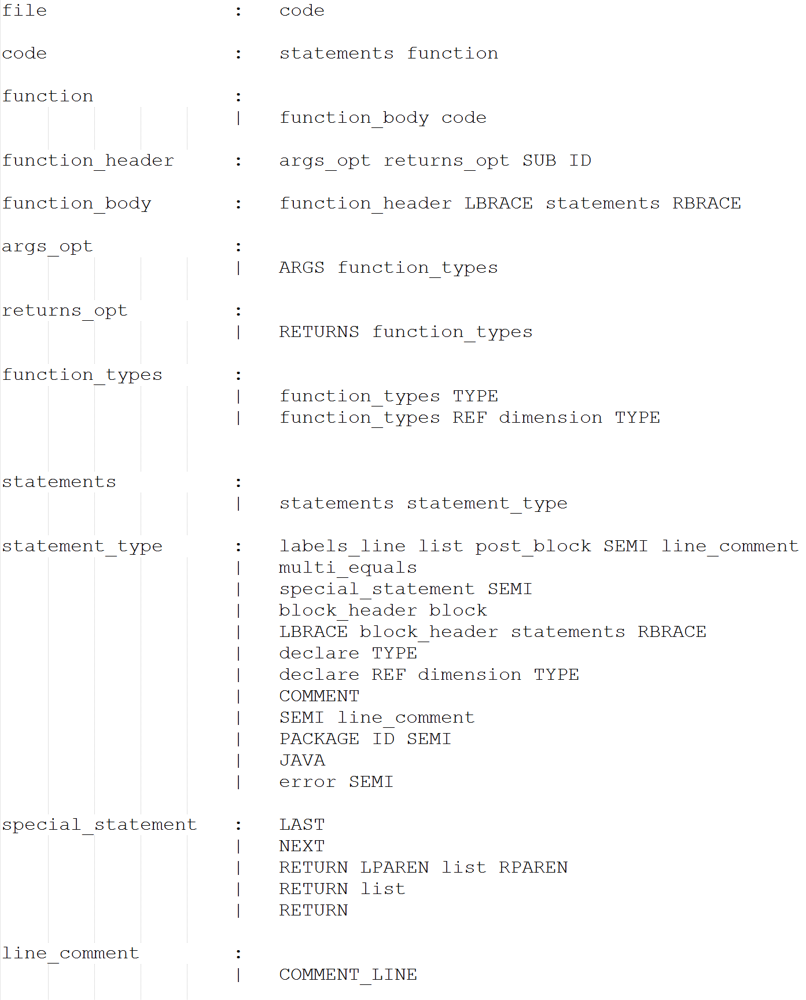 file : code
code : statements function
function :
| function_body code
function_header : args_opt returns_opt SUB ID
function_body : function_header LBRACE statements RBRACE
args_opt :
| ARGS function_types
returns_opt :
| RETURNS function_types
function_types :
| function_types TYPE
| function_types REF dimension TYPE
statements :
| statements statement_type
statement_type : labels_line list post_block SEMI line_comment
| multi_equals
| special_statement SEMI
| block_header block
| LBRACE block_header statements RBRACE
| declare TYPE
| declare REF dimension TYPE
| COMMENT
| SEMI line_comment
| PACKAGE ID SEMI
| JAVA
| error SEMI
special_statement : LAST
| NEXT
| RETURN LPAREN list RPAREN
| RETURN list
| RETURN
line_comment :
| COMMENT_LINE